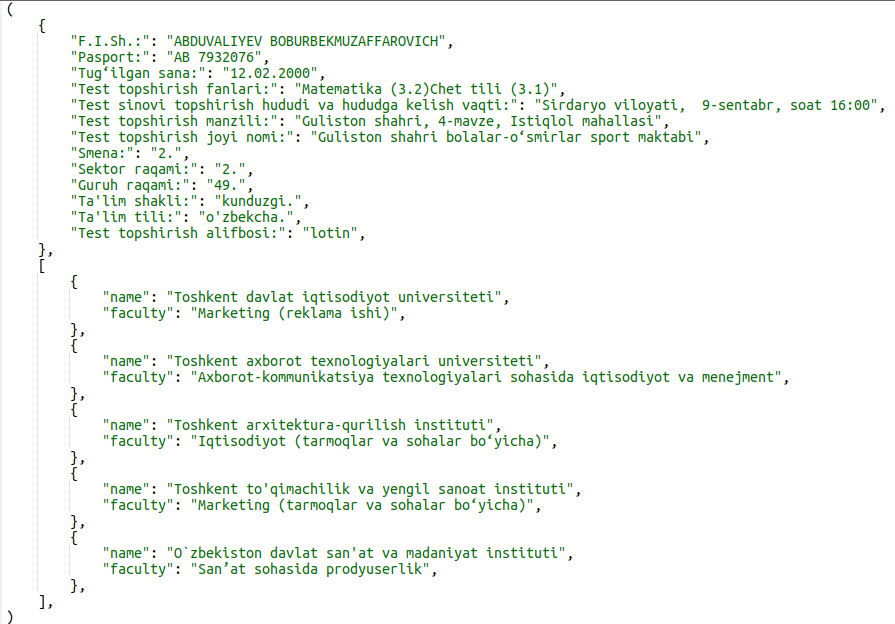 (
    {
        "F.I.Sh.:": "ABDUVALIYEV BOBURBEKMUZAFFAROVICH",
        "Pasport:": "AB 7932076",
        "Tug‘ilgan sana:": "12.02.2000",
        "Test topshirish fanlari:": "Matematika (3.2)Chet tili (3.1)",
        "Test sinovi topshirish hududi va hududga kelish vaqti:": "Sirdaryo viloyati,  9-sentabr, soat 16:00",
        "Test topshirish manzili:": "Guliston shahri, 4-mavze, Istiqlol mahallasi",
        "Test topshirish joyi nomi:": "Guliston shahri bolalar-o‘smirlar sport maktabi",
        "Smena:": "2.",
        "Sektor raqami:": "2.",
        "Guruh raqami:": "49.",
        "Ta'lim shakli:": "kunduzgi.",
        "Ta'lim tili:": "o'zbekcha.",
        "Test topshirish alifbosi:": "lotin",
    },
    [
        {
            "name": "Toshkent davlat iqtisodiyot universiteti",
            "faculty": "Marketing (reklama ishi)",
        },
        {
            "name": "Toshkent axborot texnologiyalari universiteti",
            "faculty": "Axborot-kommunikatsiya texnologiyalari sohasida iqtisodiyot va menejment",
        },
        {
            "name": "Toshkent arxitektura-qurilish instituti",
            "faculty": "Iqtisodiyot (tarmoqlar va sohalar bo‘yicha)",
        },
        {
            "name": "Toshkent to'qimachilik va yengil sanoat instituti",
            "faculty": "Marketing (tarmoqlar va sohalar bo‘yicha)",
        },
        {
            "name": "O`zbekiston davlat san'at va madaniyat instituti",
            "faculty": "San’at sohasida prodyuserlik",
        },
    ],
)